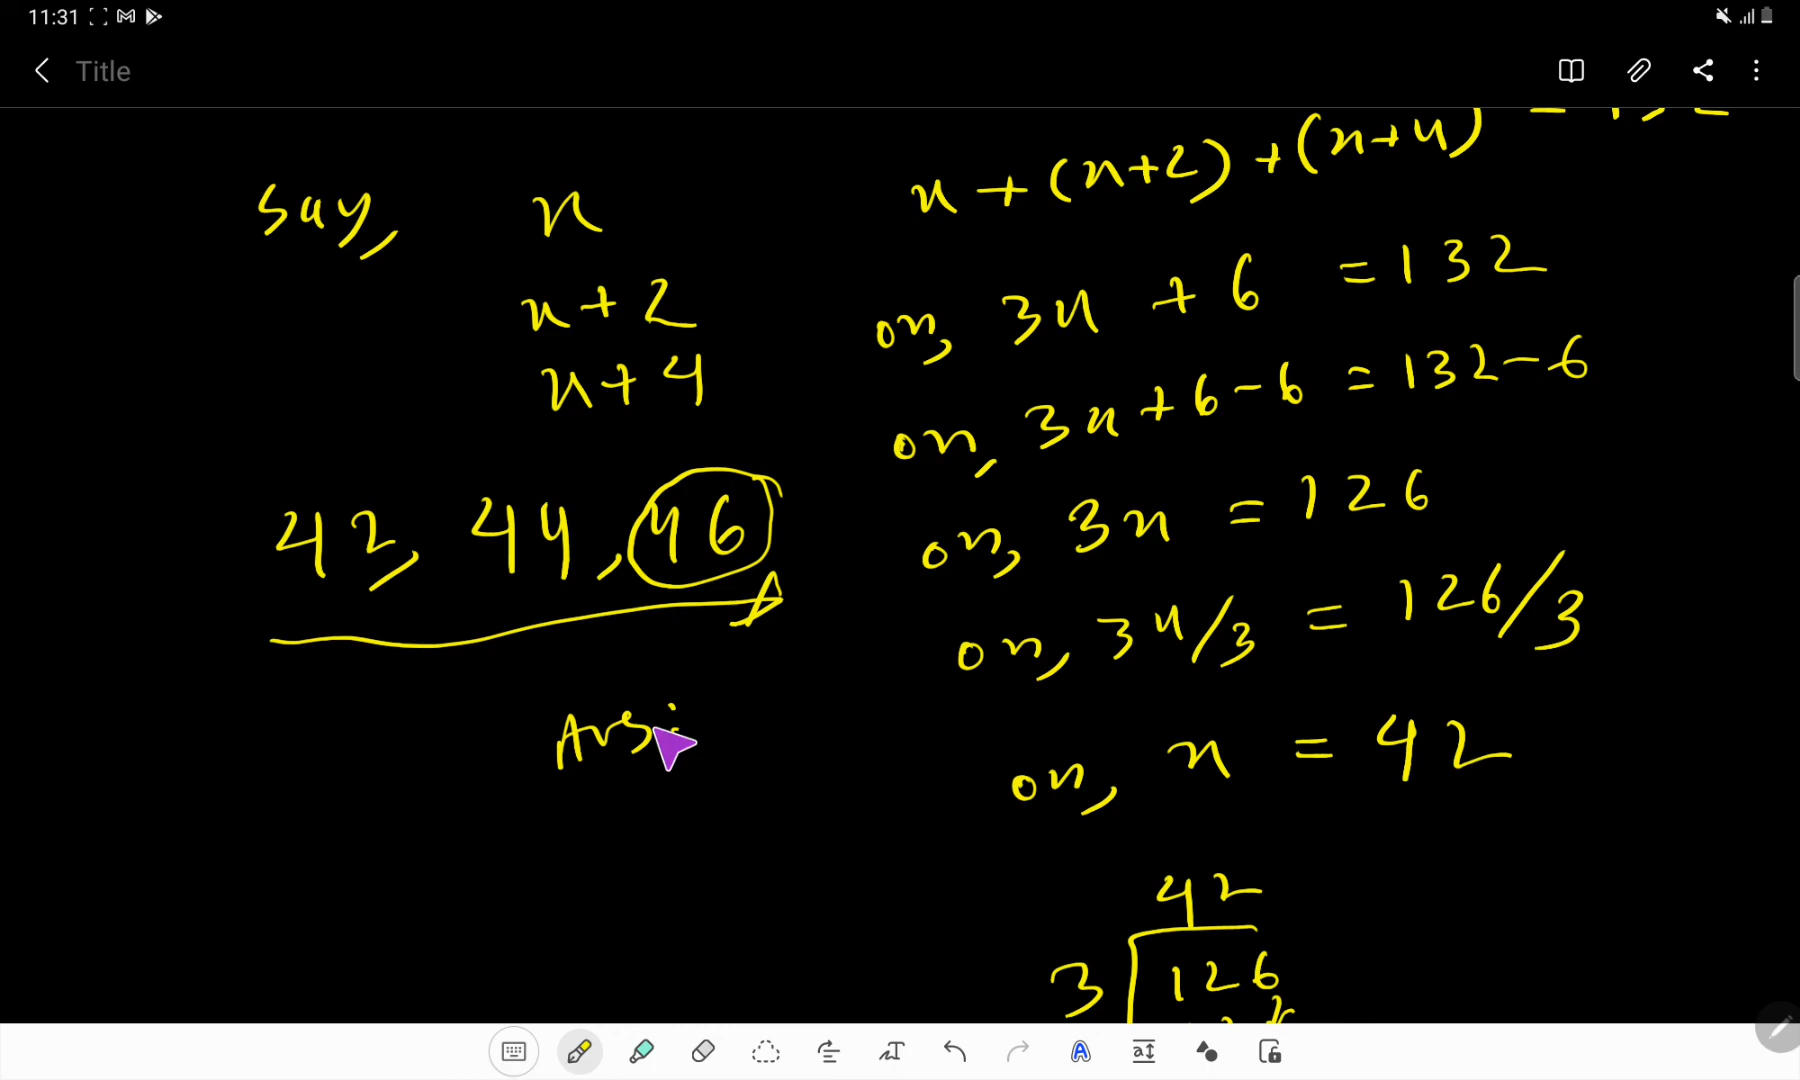 11:31
Title
Say, x
x + 2
x + 4
42, 44, 46
Ans:
x + (x+2) + (x+4) = 132
or, 3x + 6 = 132
or, 3x + 6 - 6 = 132 - 6
or, 3x = 126
or, 3x/3 = 126/3
or, x = 42
42
3 126